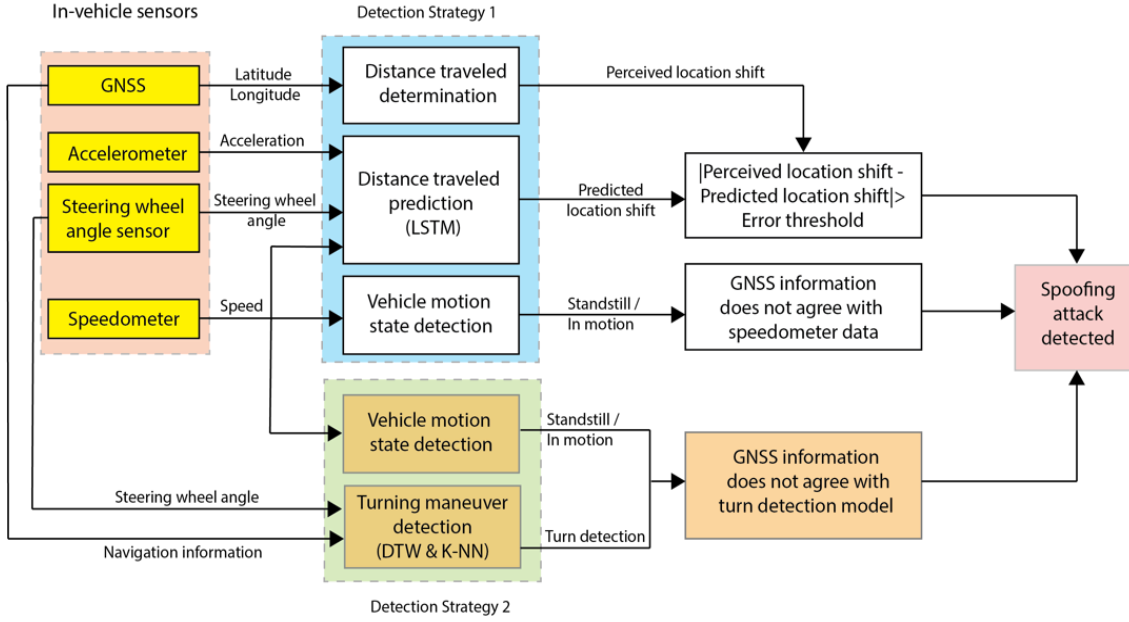 In-vehicle sensors
Detection Strategy 1
GNSS
Latitude
Longitude
Distance traveled
determination
Perceived location shift
Accelerometer
Acceleration
Steering wheel
angle sensor
Steering wheel
angle
Distance traveled
prediction
(LSTM)
Predicted
location shift
|Perceived location shift -
Predicted location shift|>
Error threshold
Speedometer
Speed
Vehicle motion
state detection
Standstill /
In motion
GNSS information
does not agree with
speedometer data
Spoofing
attack
detected
Vehicle motion
state detection
Standstill /
In motion
GNSS information
does not agree with
turn detection model
Steering wheel angle
Turning maneuver
detection
(DTW & K-NN)
Turn detection
Navigation information
Detection Strategy 2